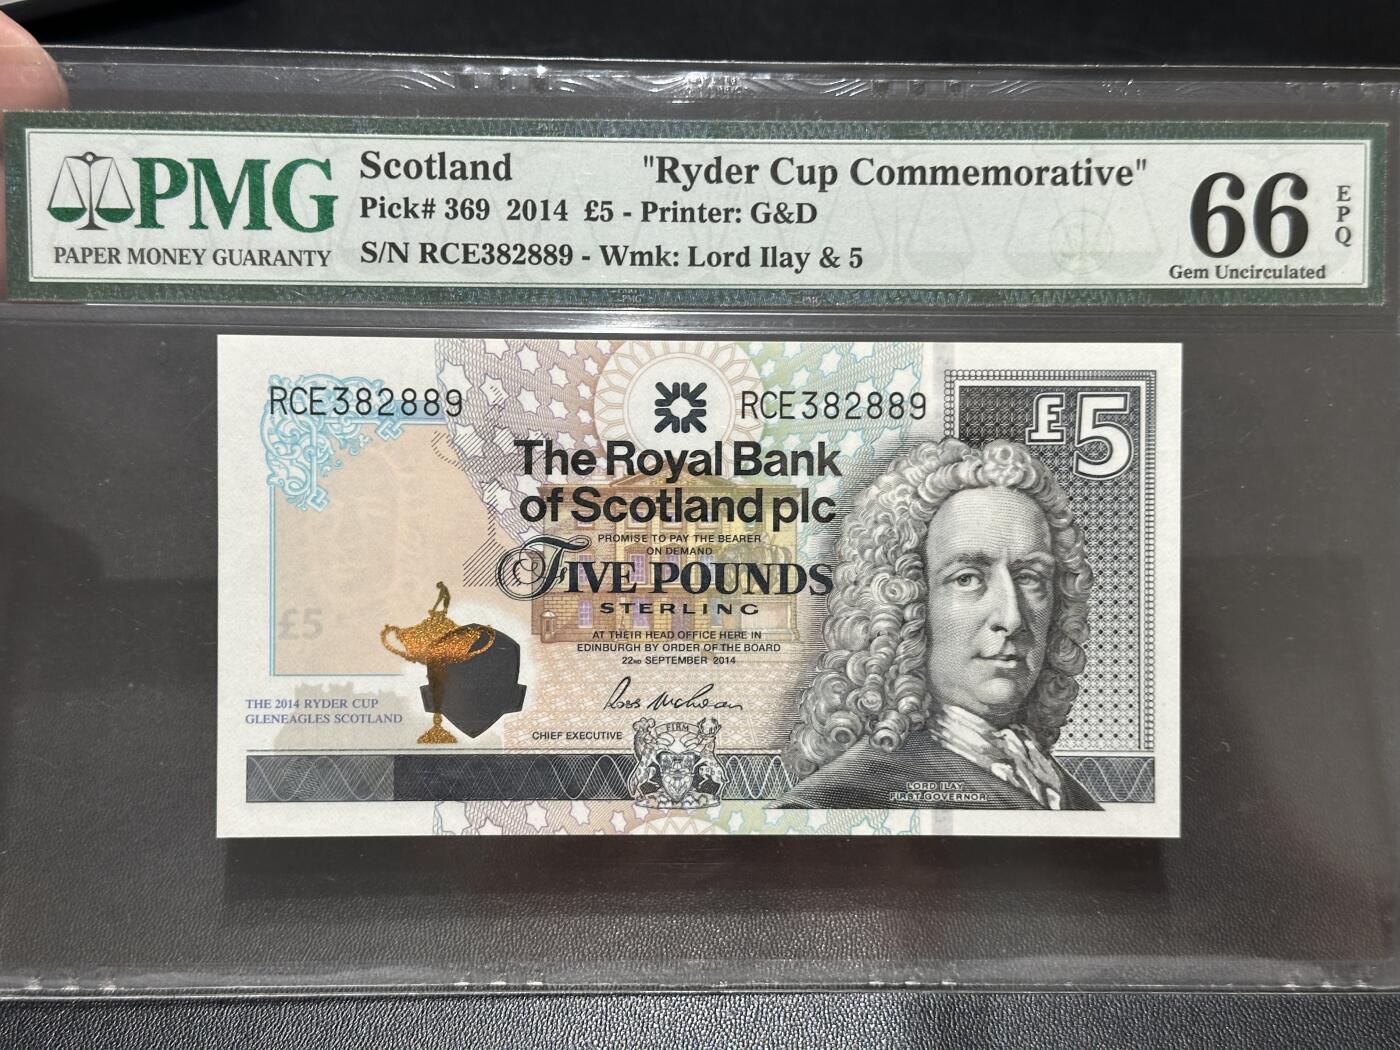 PMG
PAPER MONEY GUARANTY
Scotland "Ryder Cup Commemorative"
Pick# 369 2014 £5 - Printer: G&D
S/N RCE382889 - Wmk: Lord Ilay & 5
66
EPQ
Gem Uncirculated
RCE382889
RCE382889
£5
The Royal Bank
of Scotland plc
PROMISE TO PAY THE BEARER
ON DEMAND
FIVE POUNDS
STERLING
AT THEIR HEAD OFFICE HERE IN
EDINBURGH BY ORDER OF THE BOARD
22ND SEPTEMBER 2014
£5
THE 2014 RYDER CUP
GLENEAGLES SCOTLAND
CHIEF EXECUTIVE
FIRM
LORD ILAY
FIRST GOVERNOR